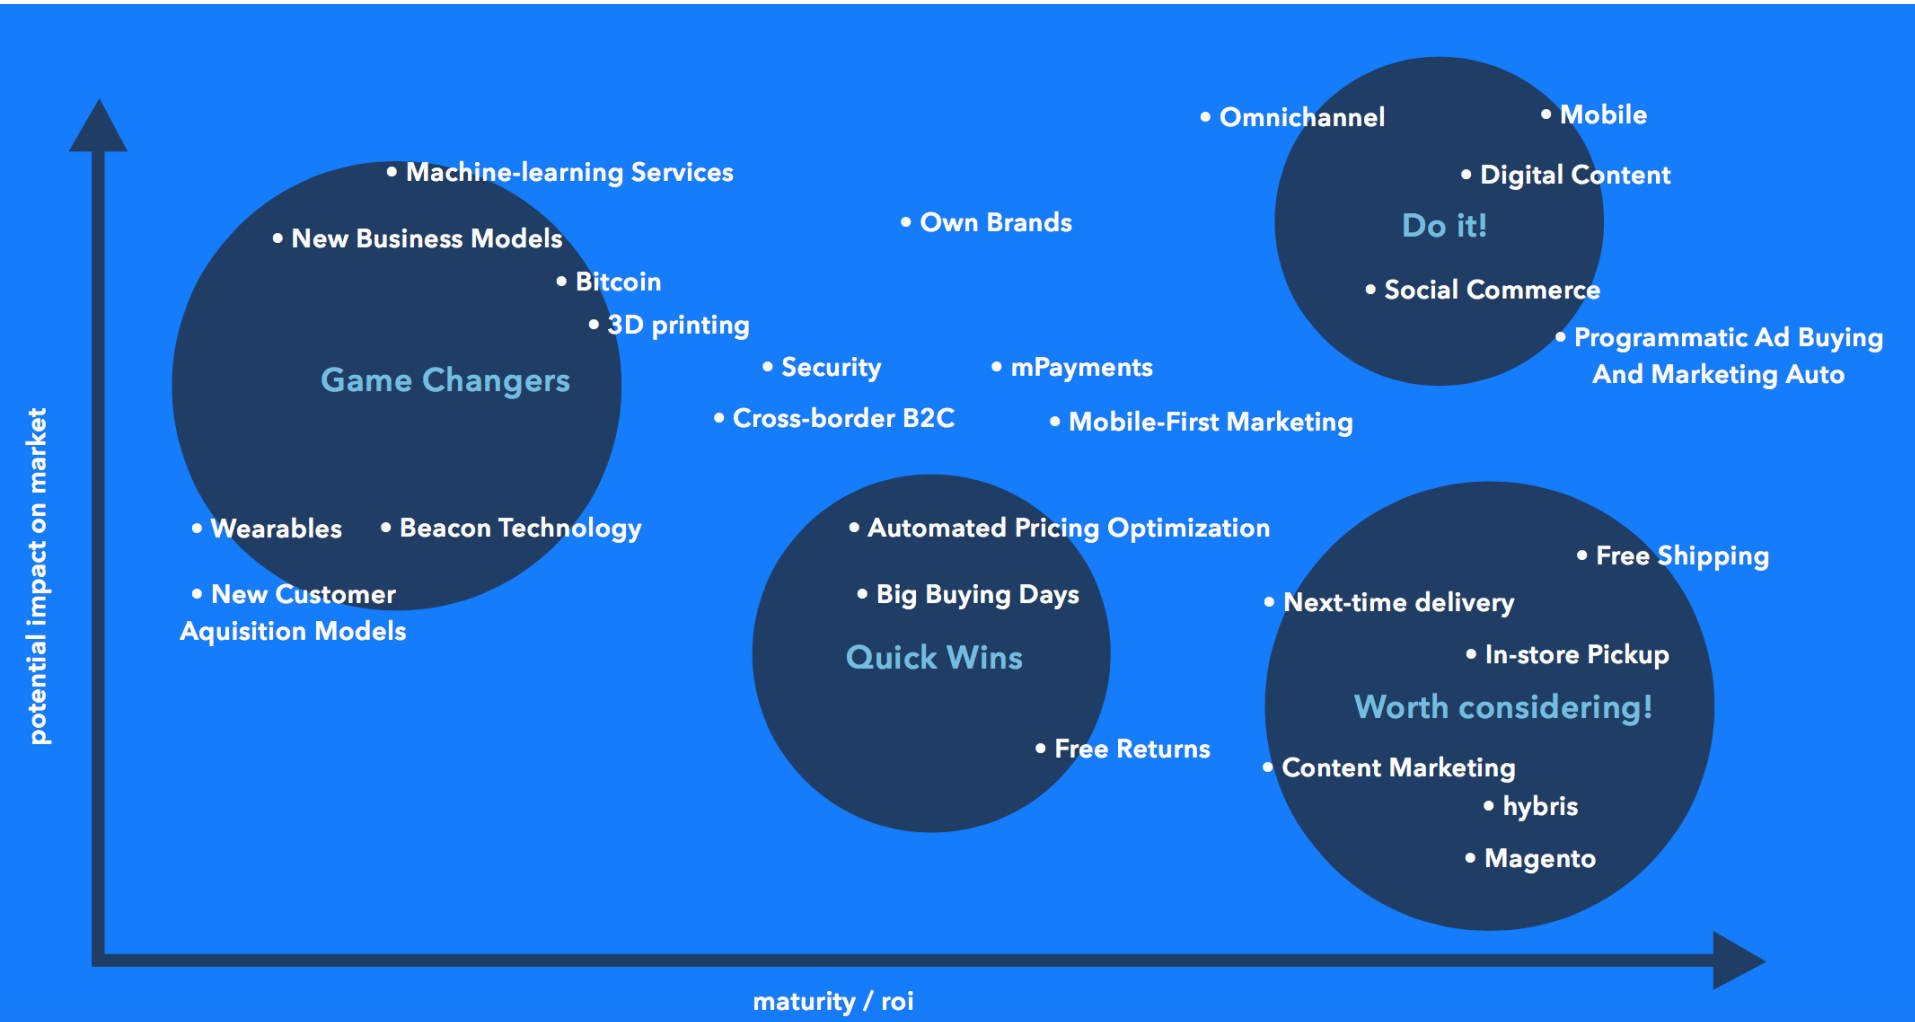 • Omnichannel
• Mobile
• Machine-learning Services
• Digital Content
• Own Brands
Do it!
• New Business Models
• Bitcoin
• Social Commerce
• 3D printing
• Programmatic Ad Buying
And Marketing Auto
• Security
• mPayments
Game Changers
• Cross-border B2C
• Mobile-First Marketing
• Wearables
• Beacon Technology
• Automated Pricing Optimization
• Free Shipping
• New Customer
Aquisition Models
• Big Buying Days
• Next-time delivery
Quick Wins
• In-store Pickup
Worth considering!
• Free Returns
• Content Marketing
• hybris
• Magento
potential impact on market
maturity / roi